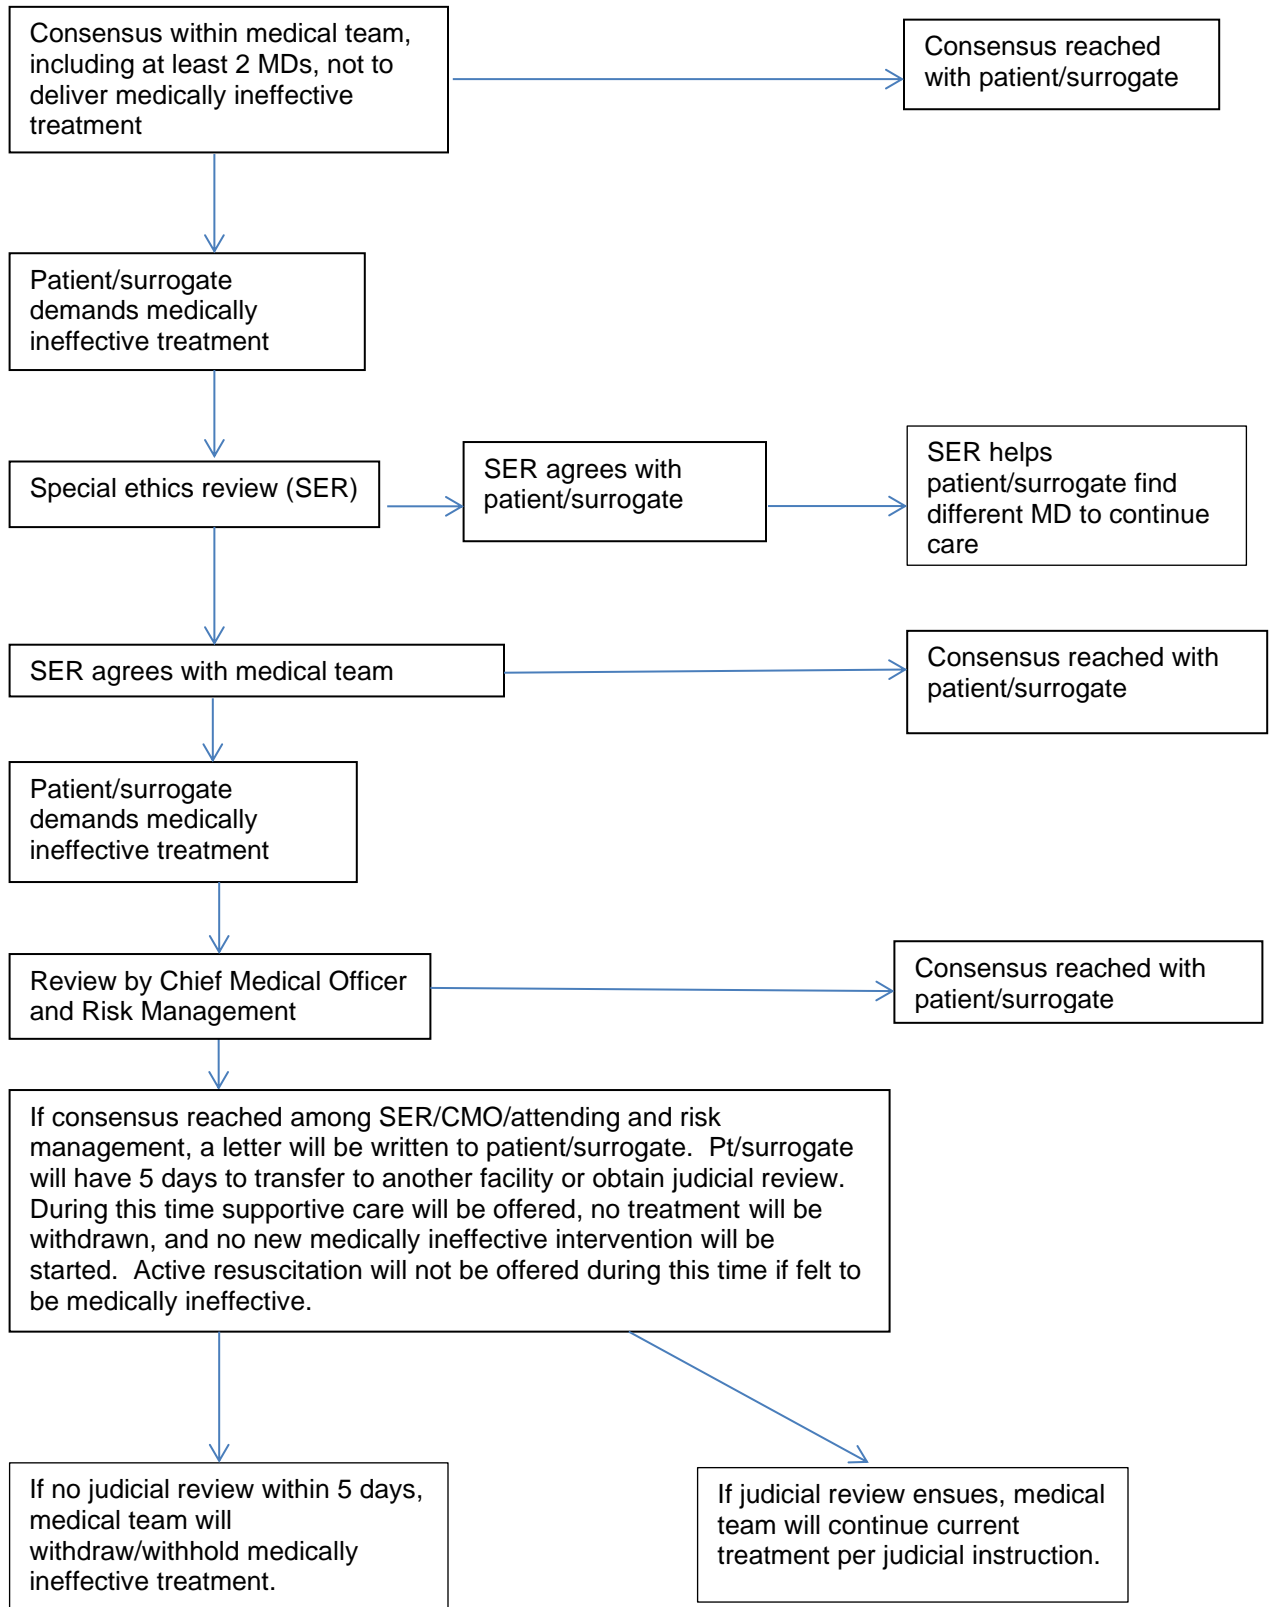 Consensus within medical team,
including at least 2 MDs, not to
deliver medically ineffective
treatment
Consensus reached
with patient/surrogate
Patient/surrogate
demands medically
ineffective treatment
Special ethics review (SER)
SER agrees with
patient/surrogate
SER helps
patient/surrogate find
different MD to continue
care
SER agrees with medical team
Consensus reached with
patient/surrogate
Patient/surrogate
demands medically
ineffective treatment
Review by Chief Medical Officer
and Risk Management
Consensus reached with
patient/surrogate
If consensus reached among SER/CMO/attending and risk
management, a letter will be written to patient/surrogate.  Pt/surrogate
will have 5 days to transfer to another facility or obtain judicial review.
During this time supportive care will be offered, no treatment will be
withdrawn, and no new medically ineffective intervention will be
started.  Active resuscitation will not be offered during this time if felt to
be medically ineffective.
If no judicial review within 5 days,
medical team will
withdraw/withhold medically
ineffective treatment.
If judicial review ensues, medical
team will continue current
treatment per judicial instruction.